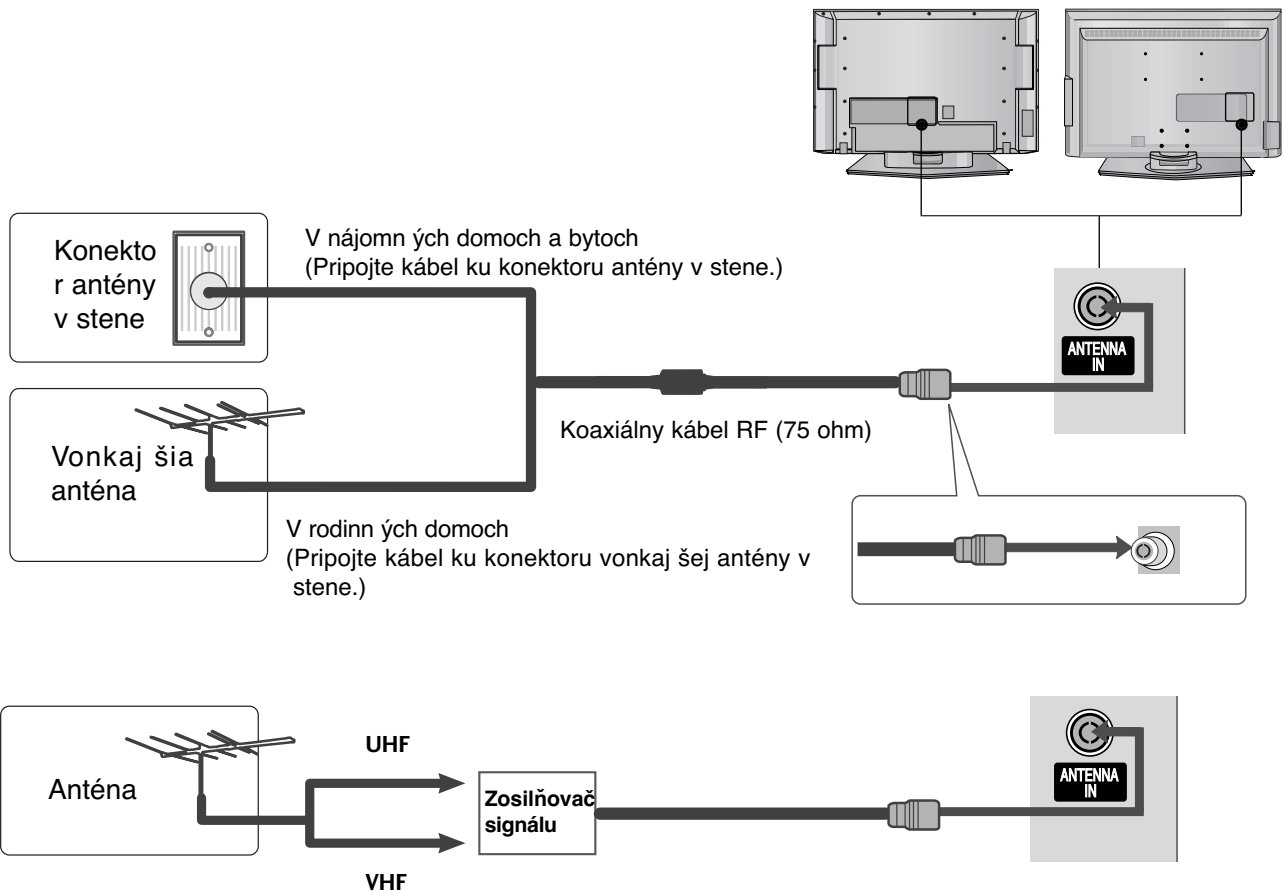 Konekto
r antény
v stene
V nájomn ých domoch a bytoch
(Pripojte kábel ku konektoru antény v stene.)
ANTENNA
IN
Koaxiálny kábel RF (75 ohm)
Vonkaj šia
anténa
V rodinn ých domoch
(Pripojte kábel ku konektoru vonkaj šej antény v
stene.)
Anténa
UHF
VHF
Zosilňovač
signálu
ANTENNA
IN